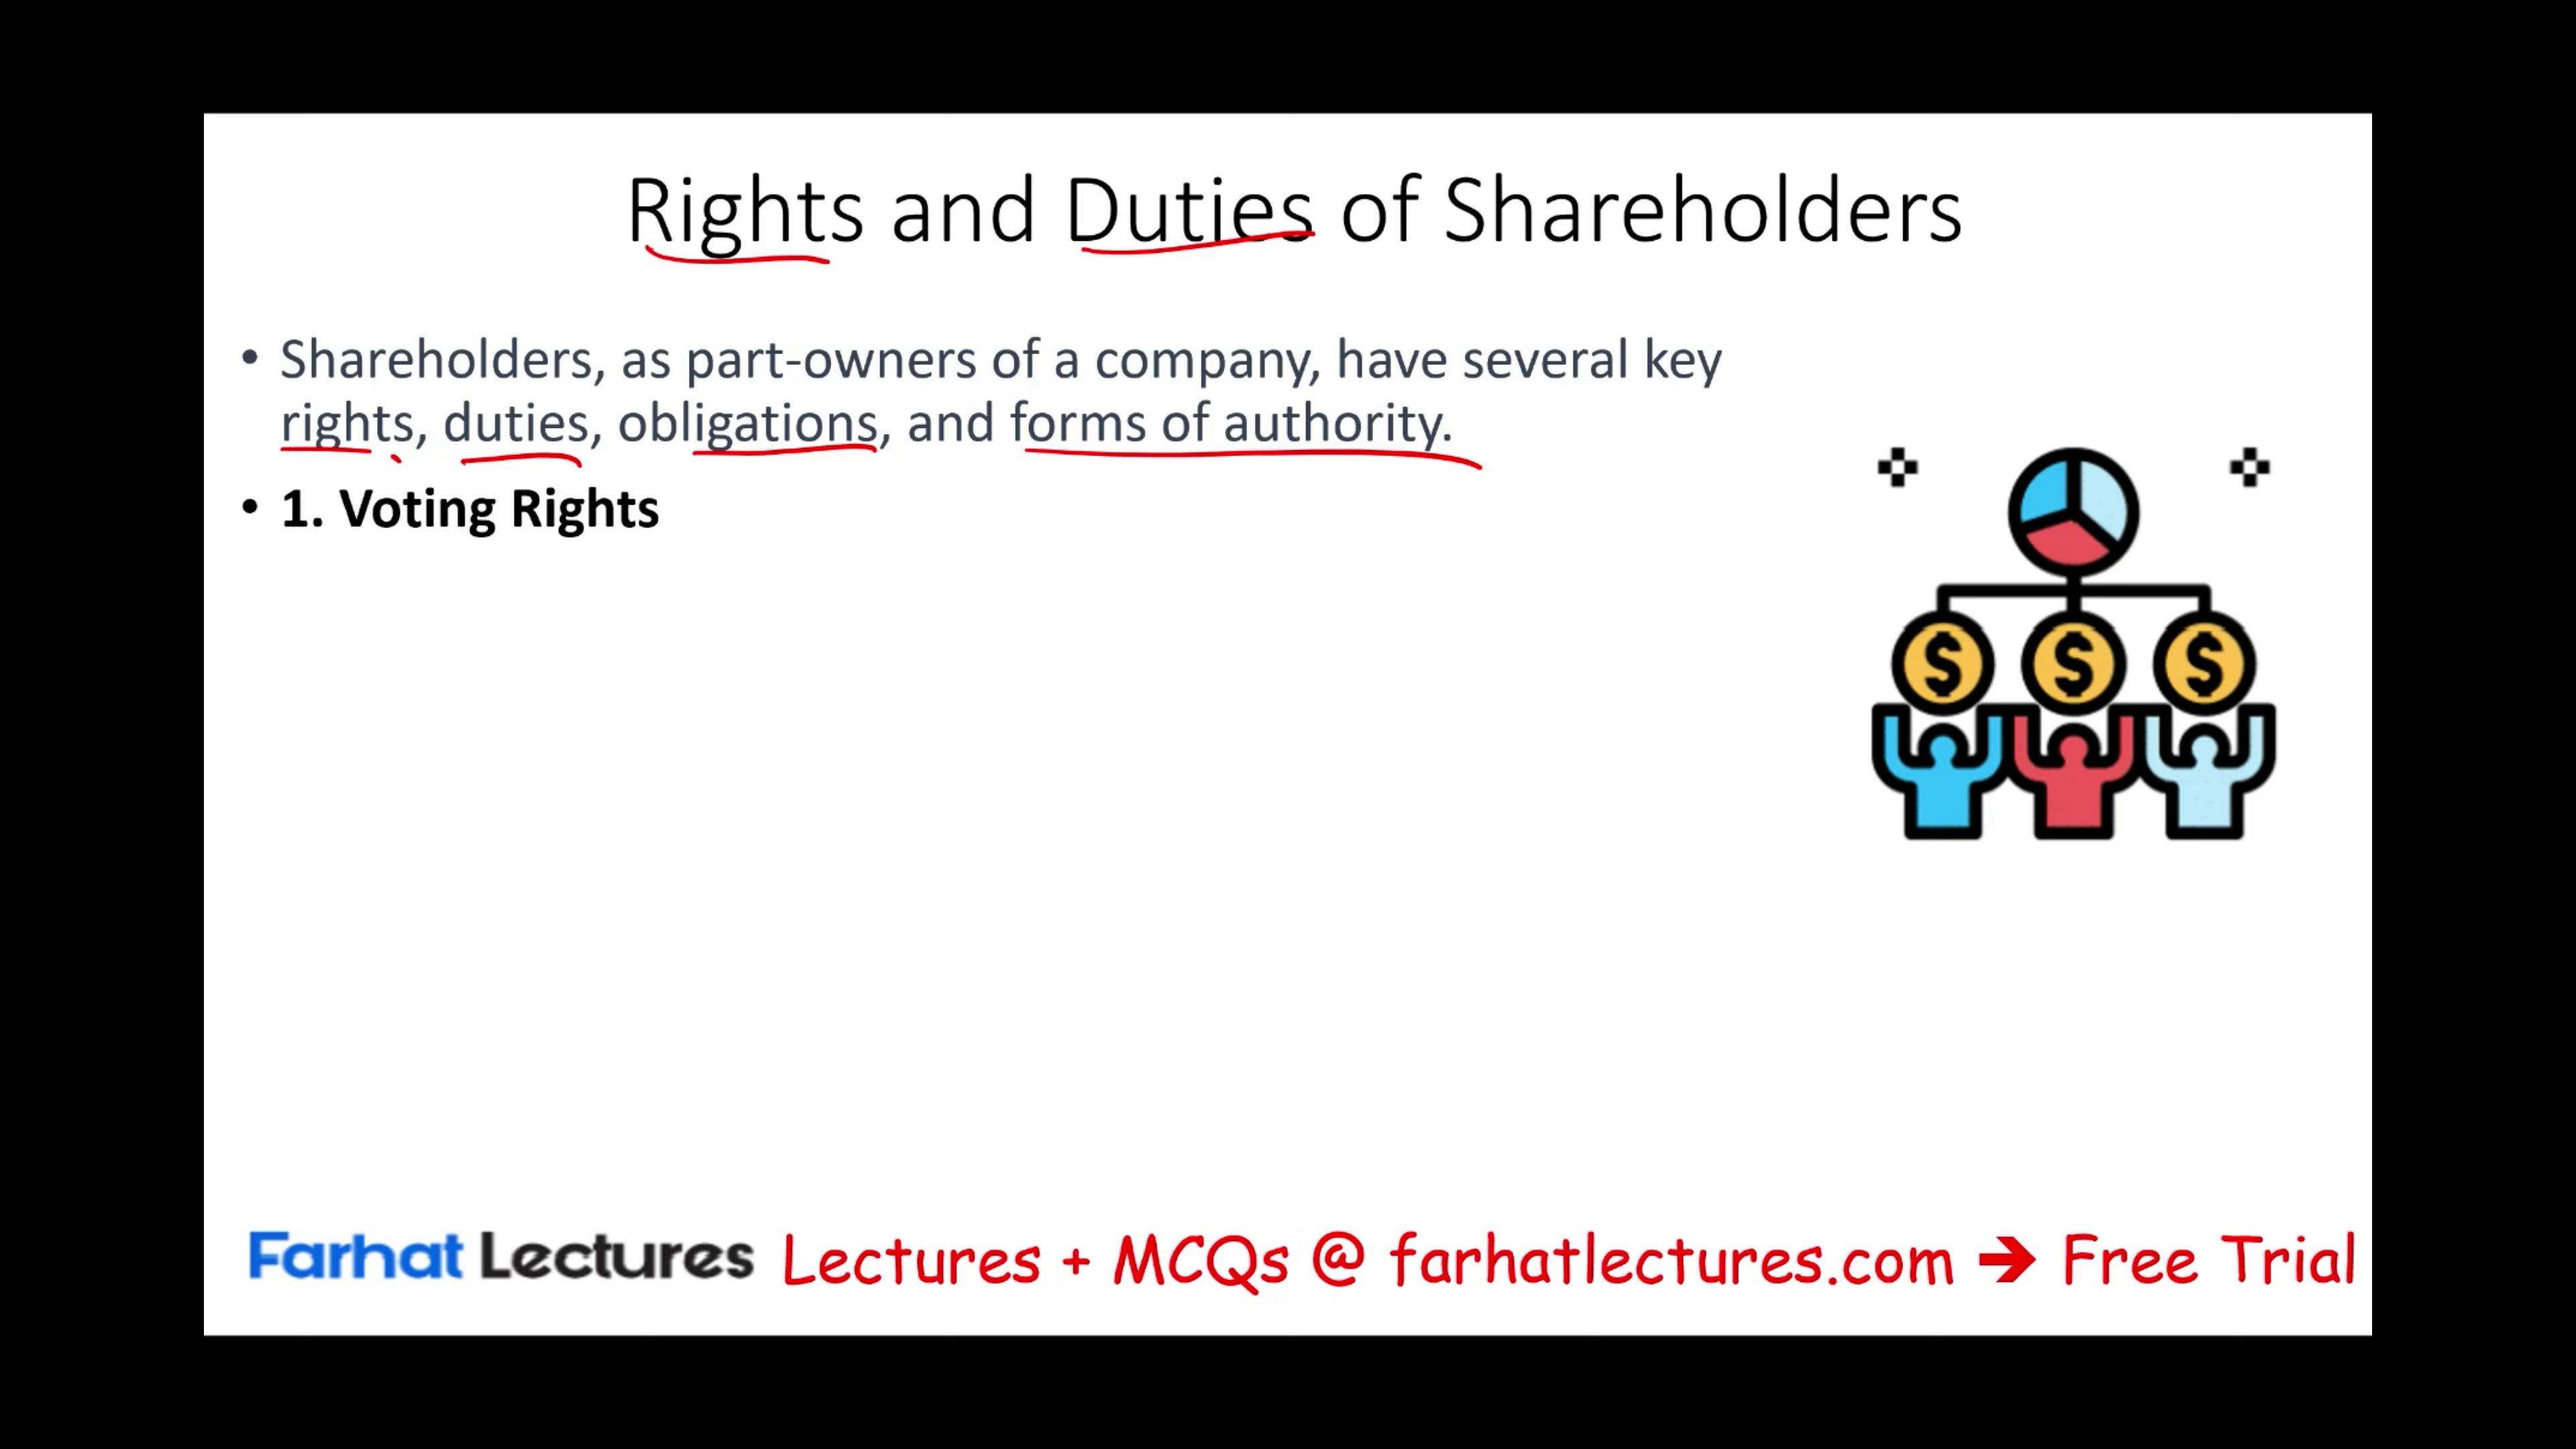 Rights and Duties of Shareholders
• Shareholders, as part-owners of a company, have several key
rights, duties, obligations, and forms of authority.
• 1. Voting Rights
$ $ $
Farhat Lectures Lectures + MCQs @ farhatlectures.com ➔ Free Trial